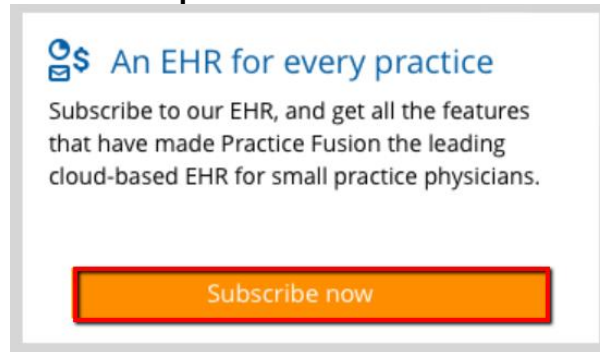 An EHR for every practice
Subscribe to our EHR, and get all the features
that have made Practice Fusion the leading
cloud-based EHR for small practice physicians.
Subscribe now